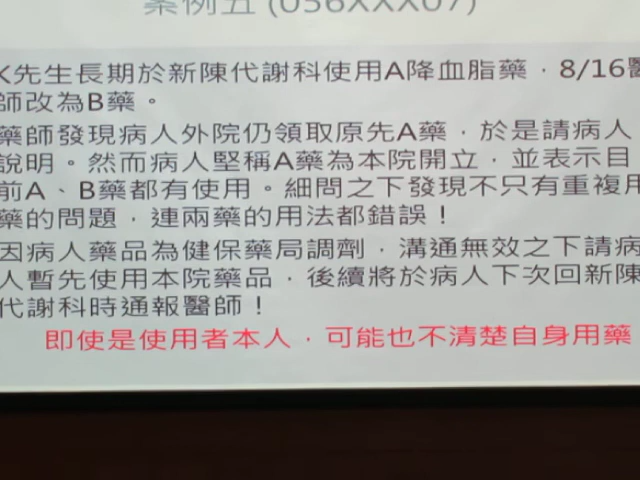 案例五 (056XXX07)
K先生長期於新陳代謝科使用A降血脂藥，8/16醫
師改為B藥。
藥師發現病人外院仍領取原先A藥，於是請病人
說明。然而病人堅稱A藥為本院開立，並表示目
前A、B藥都有使用。細問之下發現不只有重複用
藥的問題，連兩藥的用法都錯誤！
因病人藥品為健保藥局調劑，溝通無效之下請病
人暫先使用本院藥品，後續將於病人下次回新陳
代謝科時通報醫師！
即使是使用者本人，可能也不清楚自身用藥